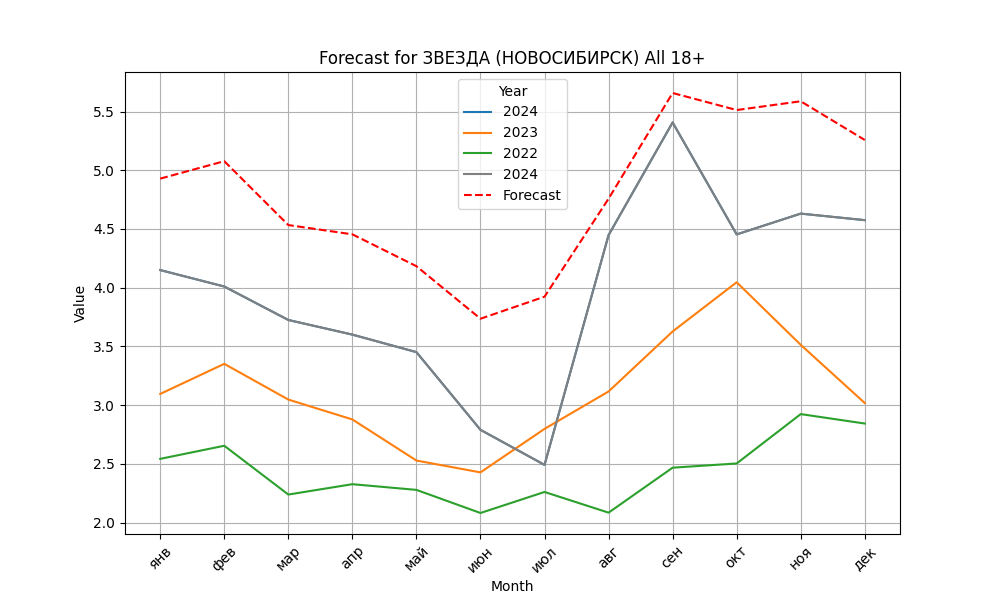 Forecast for ЗВЕЗДА (НОВОСИБИРСК) All 18+
Year
2024
2023
2022
2024
Forecast
Value
5.5
5.0
4.5
4.0
3.5
3.0
2.5
2.0
янв фев мар апр май июн июл авг сен окт ноя дек
Month